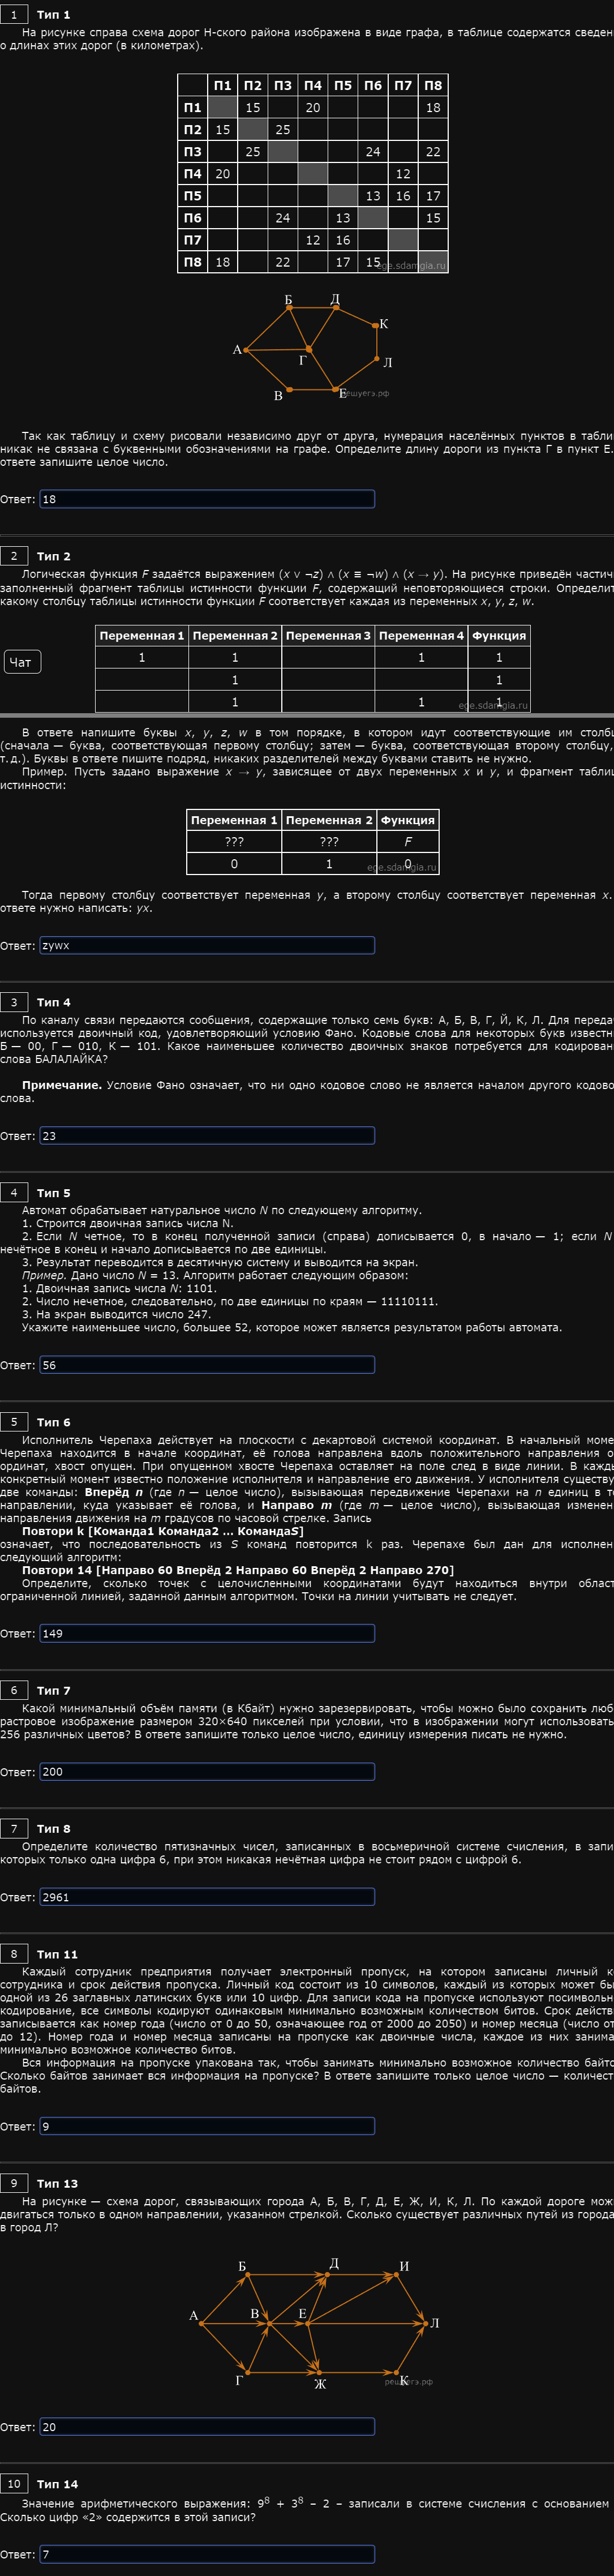 1 Тип 1
На рисунке справа схема дорог Н-ского района изображена в виде графа, в таблице содержатся сведен
о длинах этих дорог (в километрах).
П1 П2 П3 П4 П5 П6 П7 П8
П1 15 20 18
П2 15 25
П3 25 24 22
П4 20 12
П5 13 16 17
П6 24 13 15
П7 12 16
П8 18 22 17 15
ege.sdamgia.ru
Б Д К
А Г Л
В Е
решуегэ.рф
Так как таблицу и схему рисовали независимо друг от друга, нумерация населённых пунктов в табли
никак не связана с буквенными обозначениями на графе. Определите длину дороги из пункта Г в пункт Е.
ответе запишите целое число.
Ответ: 18
2 Тип 2
Логическая функция F задаётся выражением (x ∨ ¬z) ∧ (x ≡ ¬w) ∧ (x → y). На рисунке приведён частич
заполненный фрагмент таблицы истинности функции F, содержащий неповторяющиеся строки. Определит
какому столбцу таблицы истинности функции F соответствует каждая из переменных x, y, z, w.
Переменная 1 Переменная 2 Переменная 3 Переменная 4 Функция
1 1 1 1
Чат
1 1
1 1 1
ege.sdamgia.ru
В ответе напишите буквы x, y, z, w в том порядке, в котором идут соответствующие им столбц
(сначала — буква, соответствующая первому столбцу; затем — буква, соответствующая второму столбцу,
т. д.). Буквы в ответе пишите подряд, никаких разделителей между буквами ставить не нужно.
Пример. Пусть задано выражение x → y, зависящее от двух переменных x и y, и фрагмент таблиц
истинности:
Переменная 1 Переменная 2 Функция
??? ??? F
0 1 0
ege.sdamgia.ru
Тогда первому столбцу соответствует переменная y, а второму столбцу соответствует переменная x.
ответе нужно написать: yx.
Ответ: zywx
3 Тип 4
По каналу связи передаются сообщения, содержащие только семь букв: А, Б, В, Г, Й, К, Л. Для переда
используется двоичный код, удовлетворяющий условию Фано. Кодовые слова для некоторых букв известн
Б — 00, Г — 010, К — 101. Какое наименьшее количество двоичных знаков потребуется для кодирован
слова БАЛАЛАЙКА?
Примечание. Условие Фано означает, что ни одно кодовое слово не является началом другого кодово
слова.
Ответ: 23
4 Тип 5
Автомат обрабатывает натуральное число N по следующему алгоритму.
1. Строится двоичная запись числа N.
2. Если N четное, то в конец полученной записи (справа) дописывается 0, в начало — 1; если N
нечётное в конец и начало дописывается по две единицы.
3. Результат переводится в десятичную систему и выводится на экран.
Пример. Дано число N = 13. Алгоритм работает следующим образом:
1. Двоичная запись числа N: 1101.
2. Число нечетное, следовательно, по две единицы по краям — 11110111.
3. На экран выводится число 247.
Укажите наименьшее число, большее 52, которое может является результатом работы автомата.
Ответ: 56
5 Тип 6
Исполнитель Черепаха действует на плоскости с декартовой системой координат. В начальный моме
Черепаха находится в начале координат, её голова направлена вдоль положительного направления о
ординат, хвост опущен. При опущенном хвосте Черепаха оставляет на поле след в виде линии. В кажды
конкретный момент известно положение исполнителя и направление его движения. У исполнителя существу
две команды: Вперёд n (где n — целое число), вызывающая передвижение Черепахи на n единиц в то
направлении, куда указывает её голова, и Направо m (где m — целое число), вызывающая изменен
направления движения на m градусов по часовой стрелке. Запись
Повтори k [Команда1 Команда2 … КомандаS]
означает, что последовательность из S команд повторится k раз. Черепахе был дан для исполнен
следующий алгоритм:
Повтори 14 [Направо 60 Вперёд 2 Направо 60 Вперёд 2 Направо 270]
Определите, сколько точек с целочисленными координатами будут находиться внутри област
ограниченной линией, заданной данным алгоритмом. Точки на линии учитывать не следует.
Ответ: 149
6 Тип 7
Какой минимальный объём памяти (в Кбайт) нужно зарезервировать, чтобы можно было сохранить люб
растровое изображение размером 320×640 пикселей при условии, что в изображении могут использовать
256 различных цветов? В ответе запишите только целое число, единицу измерения писать не нужно.
Ответ: 200
7 Тип 8
Определите количество пятизначных чисел, записанных в восьмеричной системе счисления, в запи
которых только одна цифра 6, при этом никакая нечётная цифра не стоит рядом с цифрой 6.
Ответ: 2961
8 Тип 11
Каждый сотрудник предприятия получает электронный пропуск, на котором записаны личный к
сотрудника и срок действия пропуска. Личный код состоит из 10 символов, каждый из которых может бы
одной из 26 заглавных латинских букв или 10 цифр. Для записи кода на пропуске используют посимвольн
кодирование, все символы кодируют одинаковым минимально возможным количеством битов. Срок действ
записывается как номер года (число от 0 до 50, означающее год от 2000 до 2050) и номер месяца (число от
до 12). Номер года и номер месяца записаны на пропуске как двоичные числа, каждое из них занима
минимально возможное количество битов.
Вся информация на пропуске упакована так, чтобы занимать минимально возможное количество байто
Сколько байтов занимает вся информация на пропуске? В ответе запишите только целое число — количест
байтов.
Ответ: 9
9 Тип 13
На рисунке — схема дорог, связывающих города А, Б, В, Г, Д, Е, Ж, И, К, Л. По каждой дороге мож
двигаться только в одном направлении, указанном стрелкой. Сколько существует различных путей из города
в город Л?
Б Д И
А В Е Л
Г Ж К
решуегэ.рф
Ответ: 20
10 Тип 14
Значение арифметического выражения: 9⁸ + 3⁸ – 2 – записали в системе счисления с основанием
Сколько цифр «2» содержится в этой записи?
Ответ: 7